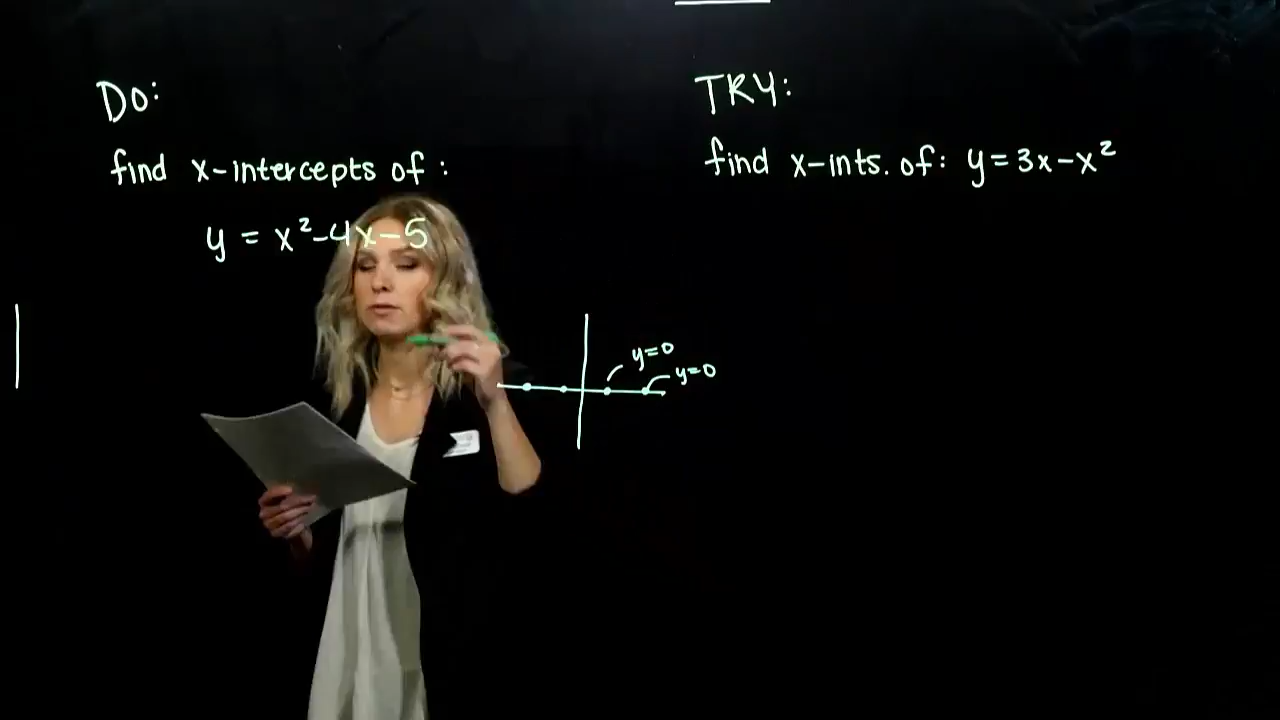 DO:
find x-intercepts of :
y = x²-4x-5
y=0
y=0
TRY:
find x-ints. of: y=3x-x²